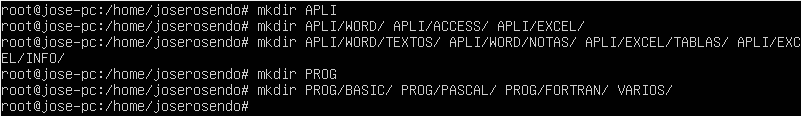 root@jose-pc:/home/joserosendo# mkdir APLI
root@jose-pc:/home/joserosendo# mkdir APLI/WORD/ APLI/ACCESS/ APLI/EXCEL/
root@jose-pc:/home/joserosendo# mkdir APLI/WORD/TEXTOS/ APLI/WORD/NOTAS/ APLI/EXCEL/TABLAS/ APLI/EXC
EL/INFO/
root@jose-pc:/home/joserosendo# mkdir PROG
root@jose-pc:/home/joserosendo# mkdir PROG/BASIC/ PROG/PASCAL/ PROG/FORTRAN/ VARIOS/
root@jose-pc:/home/joserosendo#